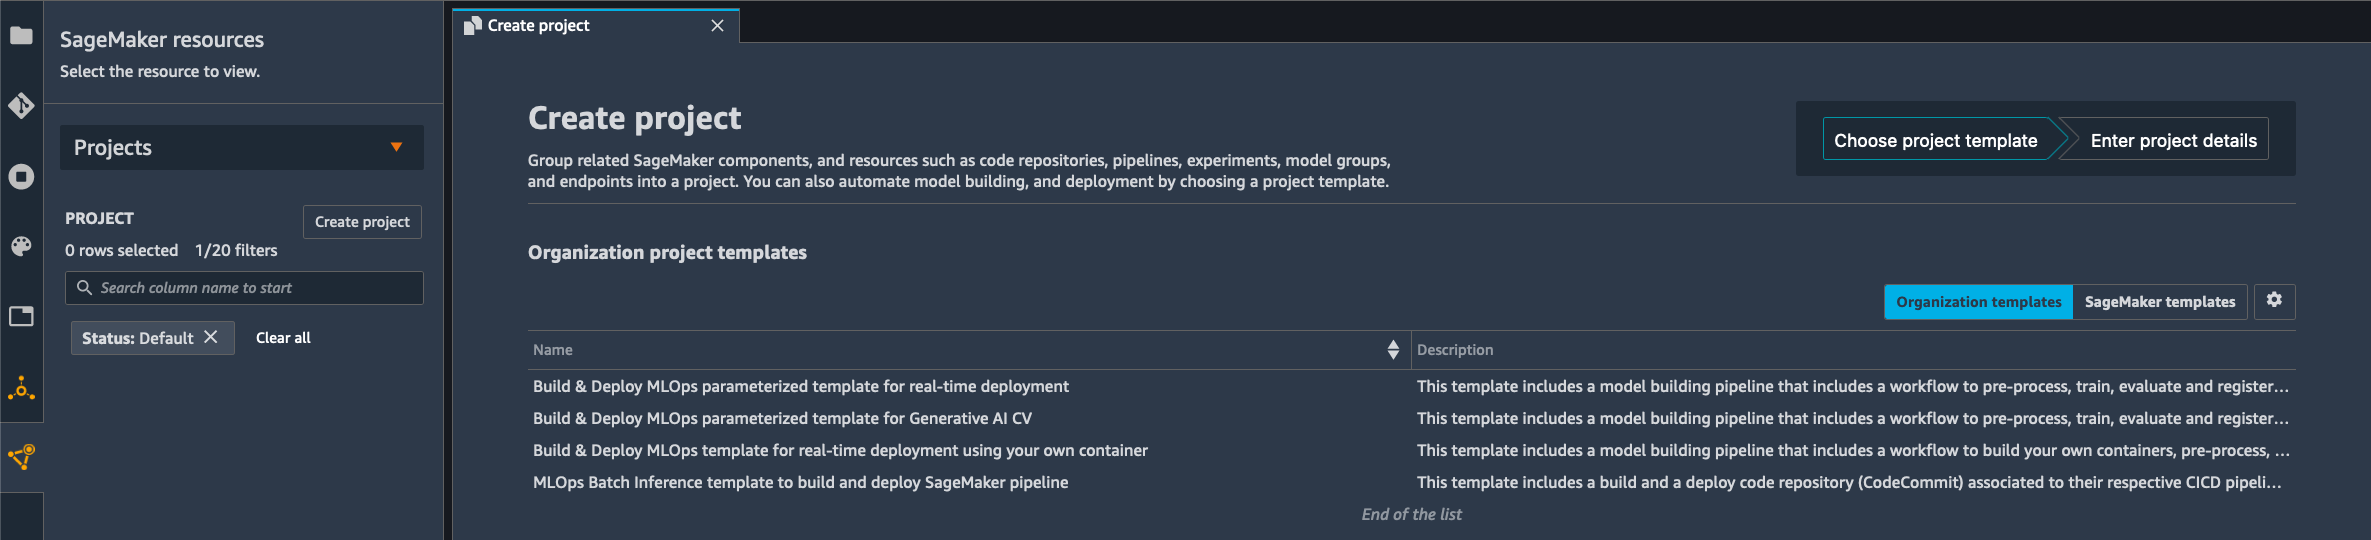 SageMaker resources
Select the resource to view.
Projects
PROJECT
Create project
0 rows selected 1/20 filters
Search column name to start
Status: Default
Clear all
Create project
Create project
Group related SageMaker components, and resources such as code repositories, pipelines, experiments, model groups,
and endpoints into a project. You can also automate model building, and deployment by choosing a project template.
Choose project template
Enter project details
Organization project templates
Organization templates
SageMaker templates
Name
Description
Build & Deploy MLOps parameterized template for real-time deployment
This template includes a model building pipeline that includes a workflow to pre-process, train, evaluate and register...
Build & Deploy MLOps parameterized template for Generative AI CV
This template includes a model building pipeline that includes a workflow to pre-process, train, evaluate and register...
Build & Deploy MLOps template for real-time deployment using your own container
This template includes a model building pipeline that includes a workflow to build your own containers, pre-process, ...
MLOps Batch Inference template to build and deploy SageMaker pipeline
This template includes a build and a deploy code repository (CodeCommit) associated to their respective CICD pipeli...
End of the list